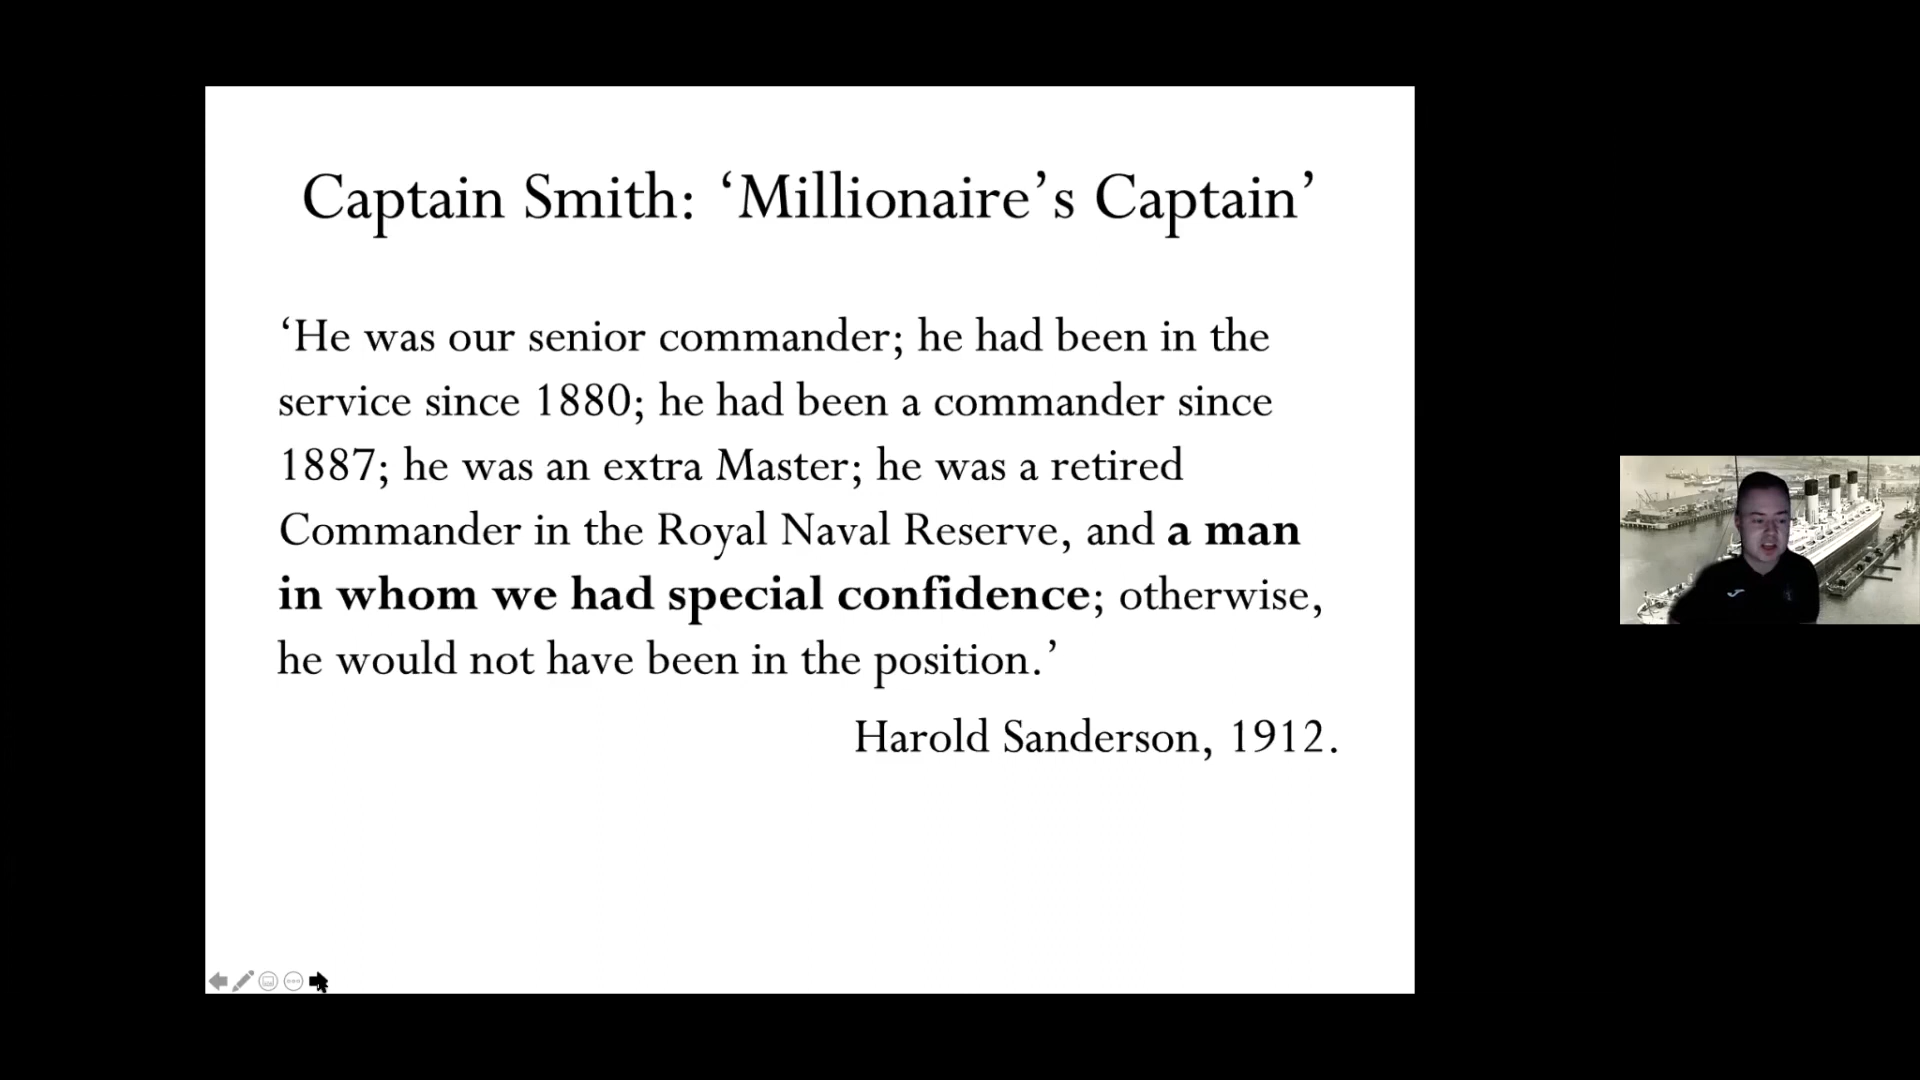 Captain Smith: ‘Millionaire’s Captain’
‘He was our senior commander; he had been in the
service since 1880; he had been a commander since
1887; he was an extra Master; he was a retired
Commander in the Royal Naval Reserve, and a man
in whom we had special confidence; otherwise,
he would not have been in the position.’
Harold Sanderson, 1912.